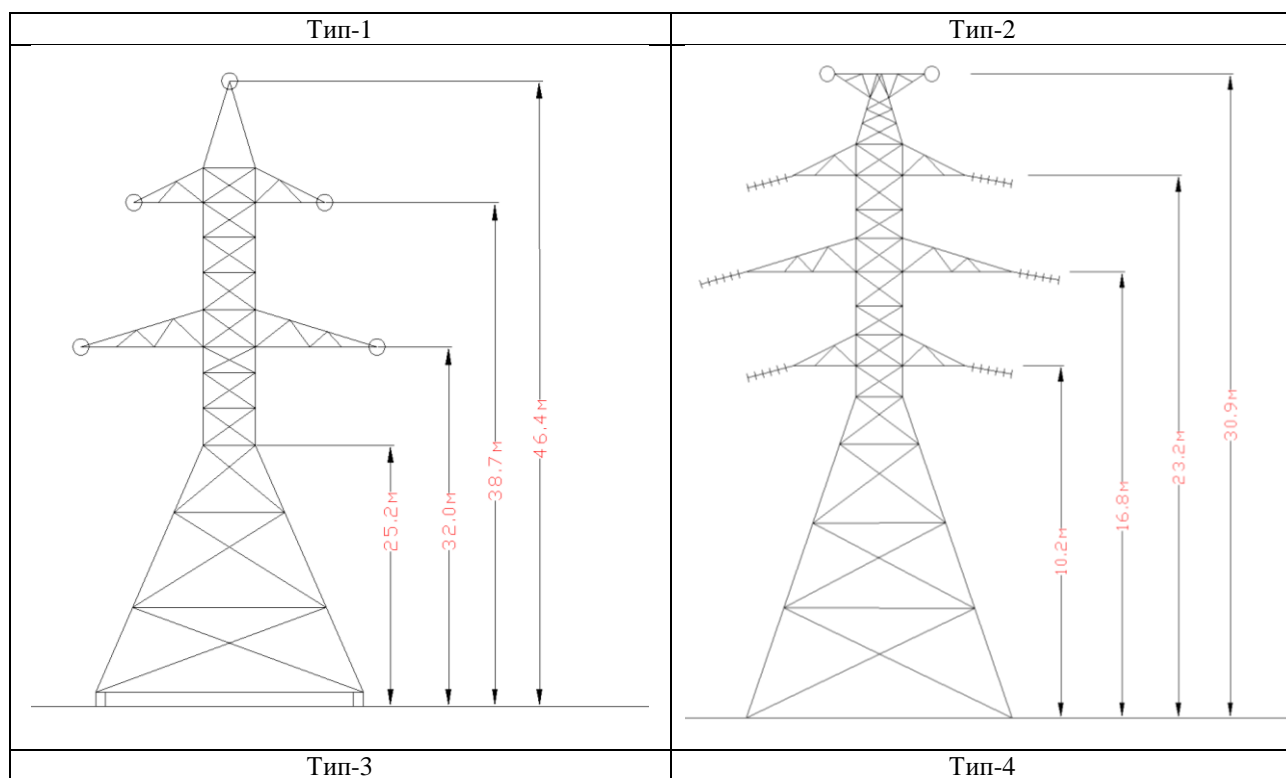 Тип-1
Тип-2
25.2м
32.0м
38.7м
46.4м
10.2м
16.8м
23.2м
30.9м
Тип-3
Тип-4